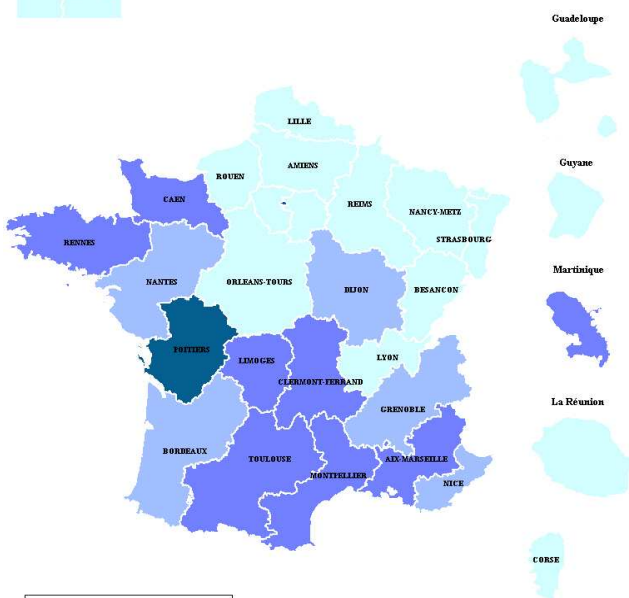 Guadeloupe
LILLE
AMIENS
ROUEN
Guyane
CAEN
REIMS
NANCY-METZ
RENNES
STRASBOURG
Martinique
NANTES
ORLEANS-TOURS
DIJON
BESANCON
POITIERS
LIMOGES
LYON
CLERMONT-FERRAND
La Réunion
GRENOBLE
BORDEAUX
TOULOUSE
AIX-MARSEILLE
MONTPELLIER
NICE
CORSE